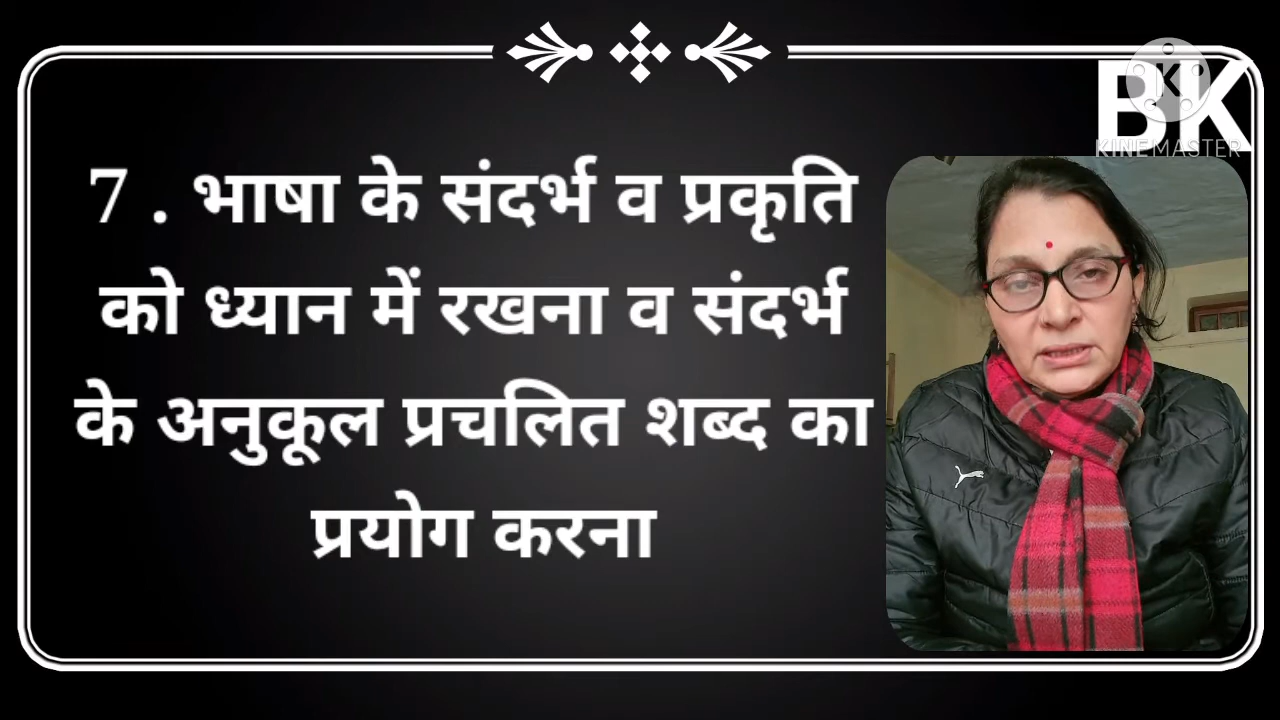 BK
KINEMASTER
7 . भाषा के संदर्भ व प्रकृति
को ध्यान में रखना व संदर्भ
के अनुकूल प्रचलित शब्द का
प्रयोग करना